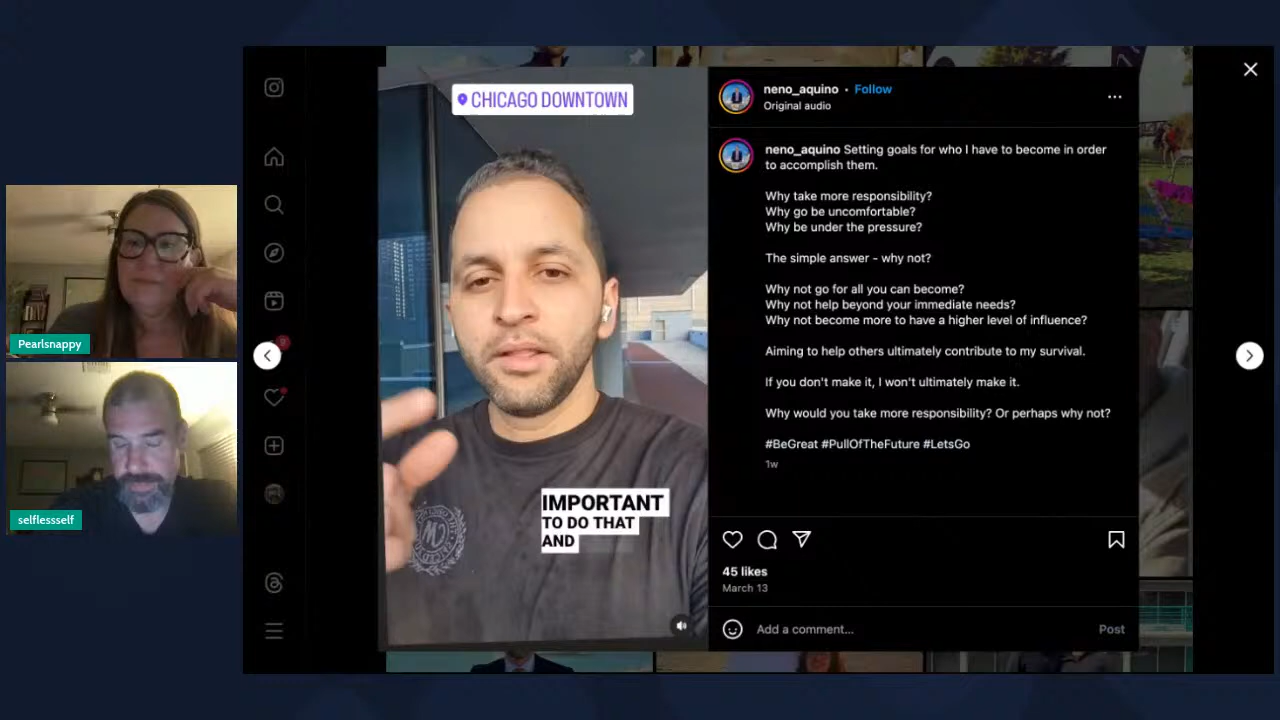 CHICAGO DOWNTOWN
neno_aquino • Follow
Original audio
neno_aquino Setting goals for who I have to become in order
to accomplish them.
Why take more responsibility?
Why go be uncomfortable?
Why be under the pressure?
The simple answer - why not?
Why not go for all you can become?
Why not help beyond your immediate needs?
Why not become more to have a higher level of influence?
Aiming to help others ultimately contribute to my survival.
If you don't make it, I won't ultimately make it.
Why would you take more responsibility? Or perhaps why not?
#BeGreat #PullOfTheFuture #LetsGo
1w
45 likes
March 13
Add a comment...
Post
IMPORTANT
TO DO THAT
AND
Pearlsnappy
selflessself